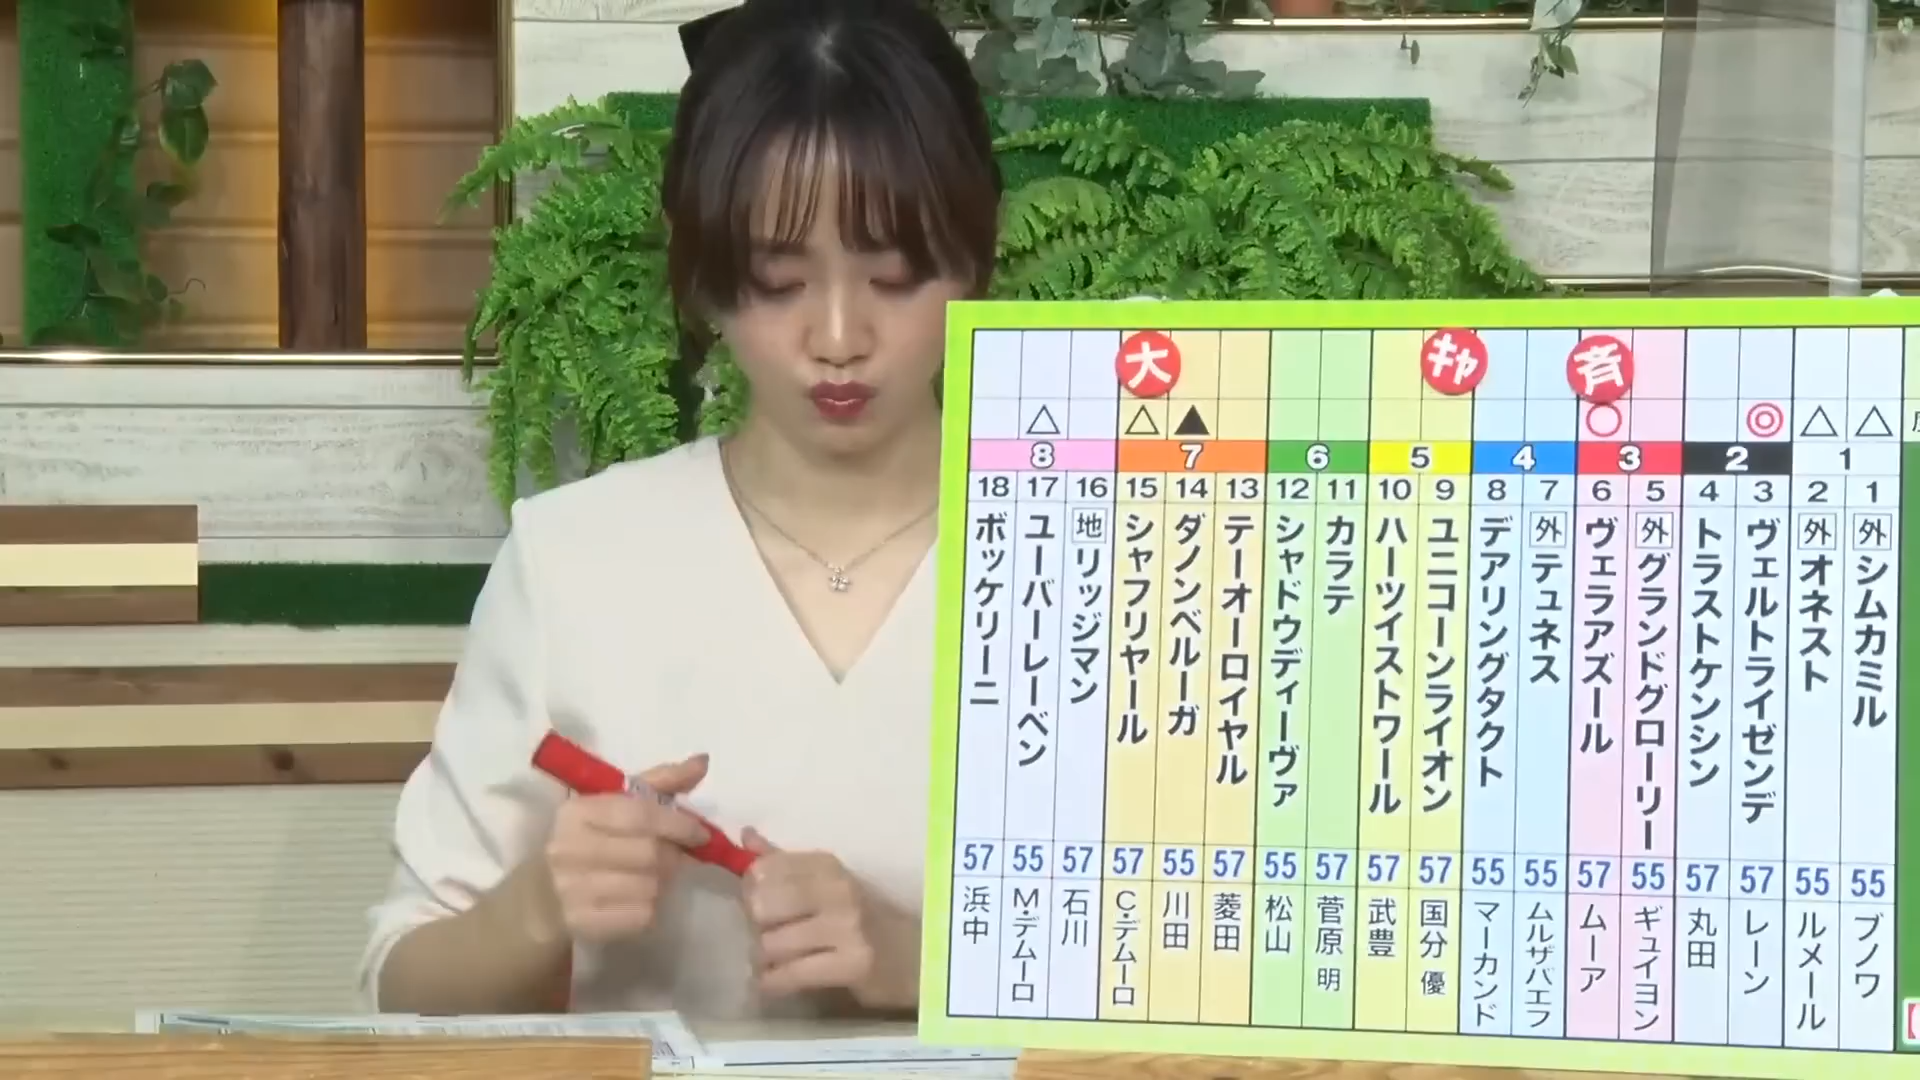 大 キャ 斉
△ △ ▲ ○ ◎ △ △
8 7 6 5 4 3 2 1
18 17 16 15 14 13 12 11 10 9 8 7 6 5 4 3 2 1
外シムカミル 55 ブノワ
外オネスト 55 ルメール
ヴェルトライゼンデ 57 レーン
トラストケンシン 57 丸田
外グランドグローリー 55 ギュイヨン
ヴェラアズール 57 ムーア
外テュネス 55 ムルザバエフ
デアリングタクト 55 マーカンド
ユニコーンライオン 57 国分 優
ハーツイストワール 57 武豊
カラテ 57 菅原 明
シャドウディーヴァ 55 松山
テーオーロイヤル 57 菱田
ダノンベルーガ 55 川田
シャフリヤール 57 C・デムーロ
地リッジマン 57 石川
ユーバーレーベン 55 M・デムーロ
ボッケリーニ 57 浜中